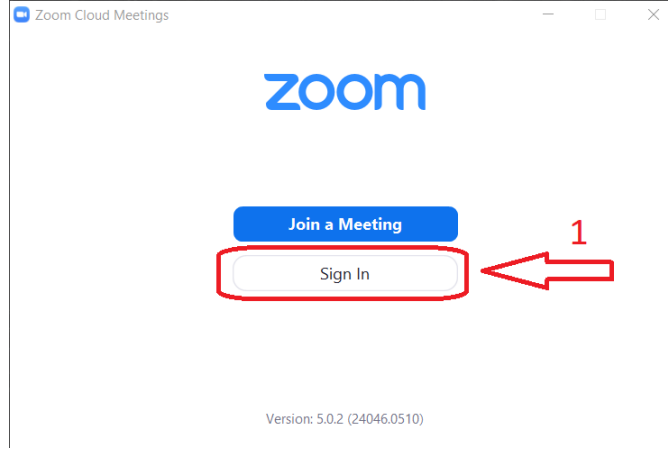 Zoom Cloud Meetings
zoom
Join a Meeting
1
Sign In
Version: 5.0.2 (24046.0510)